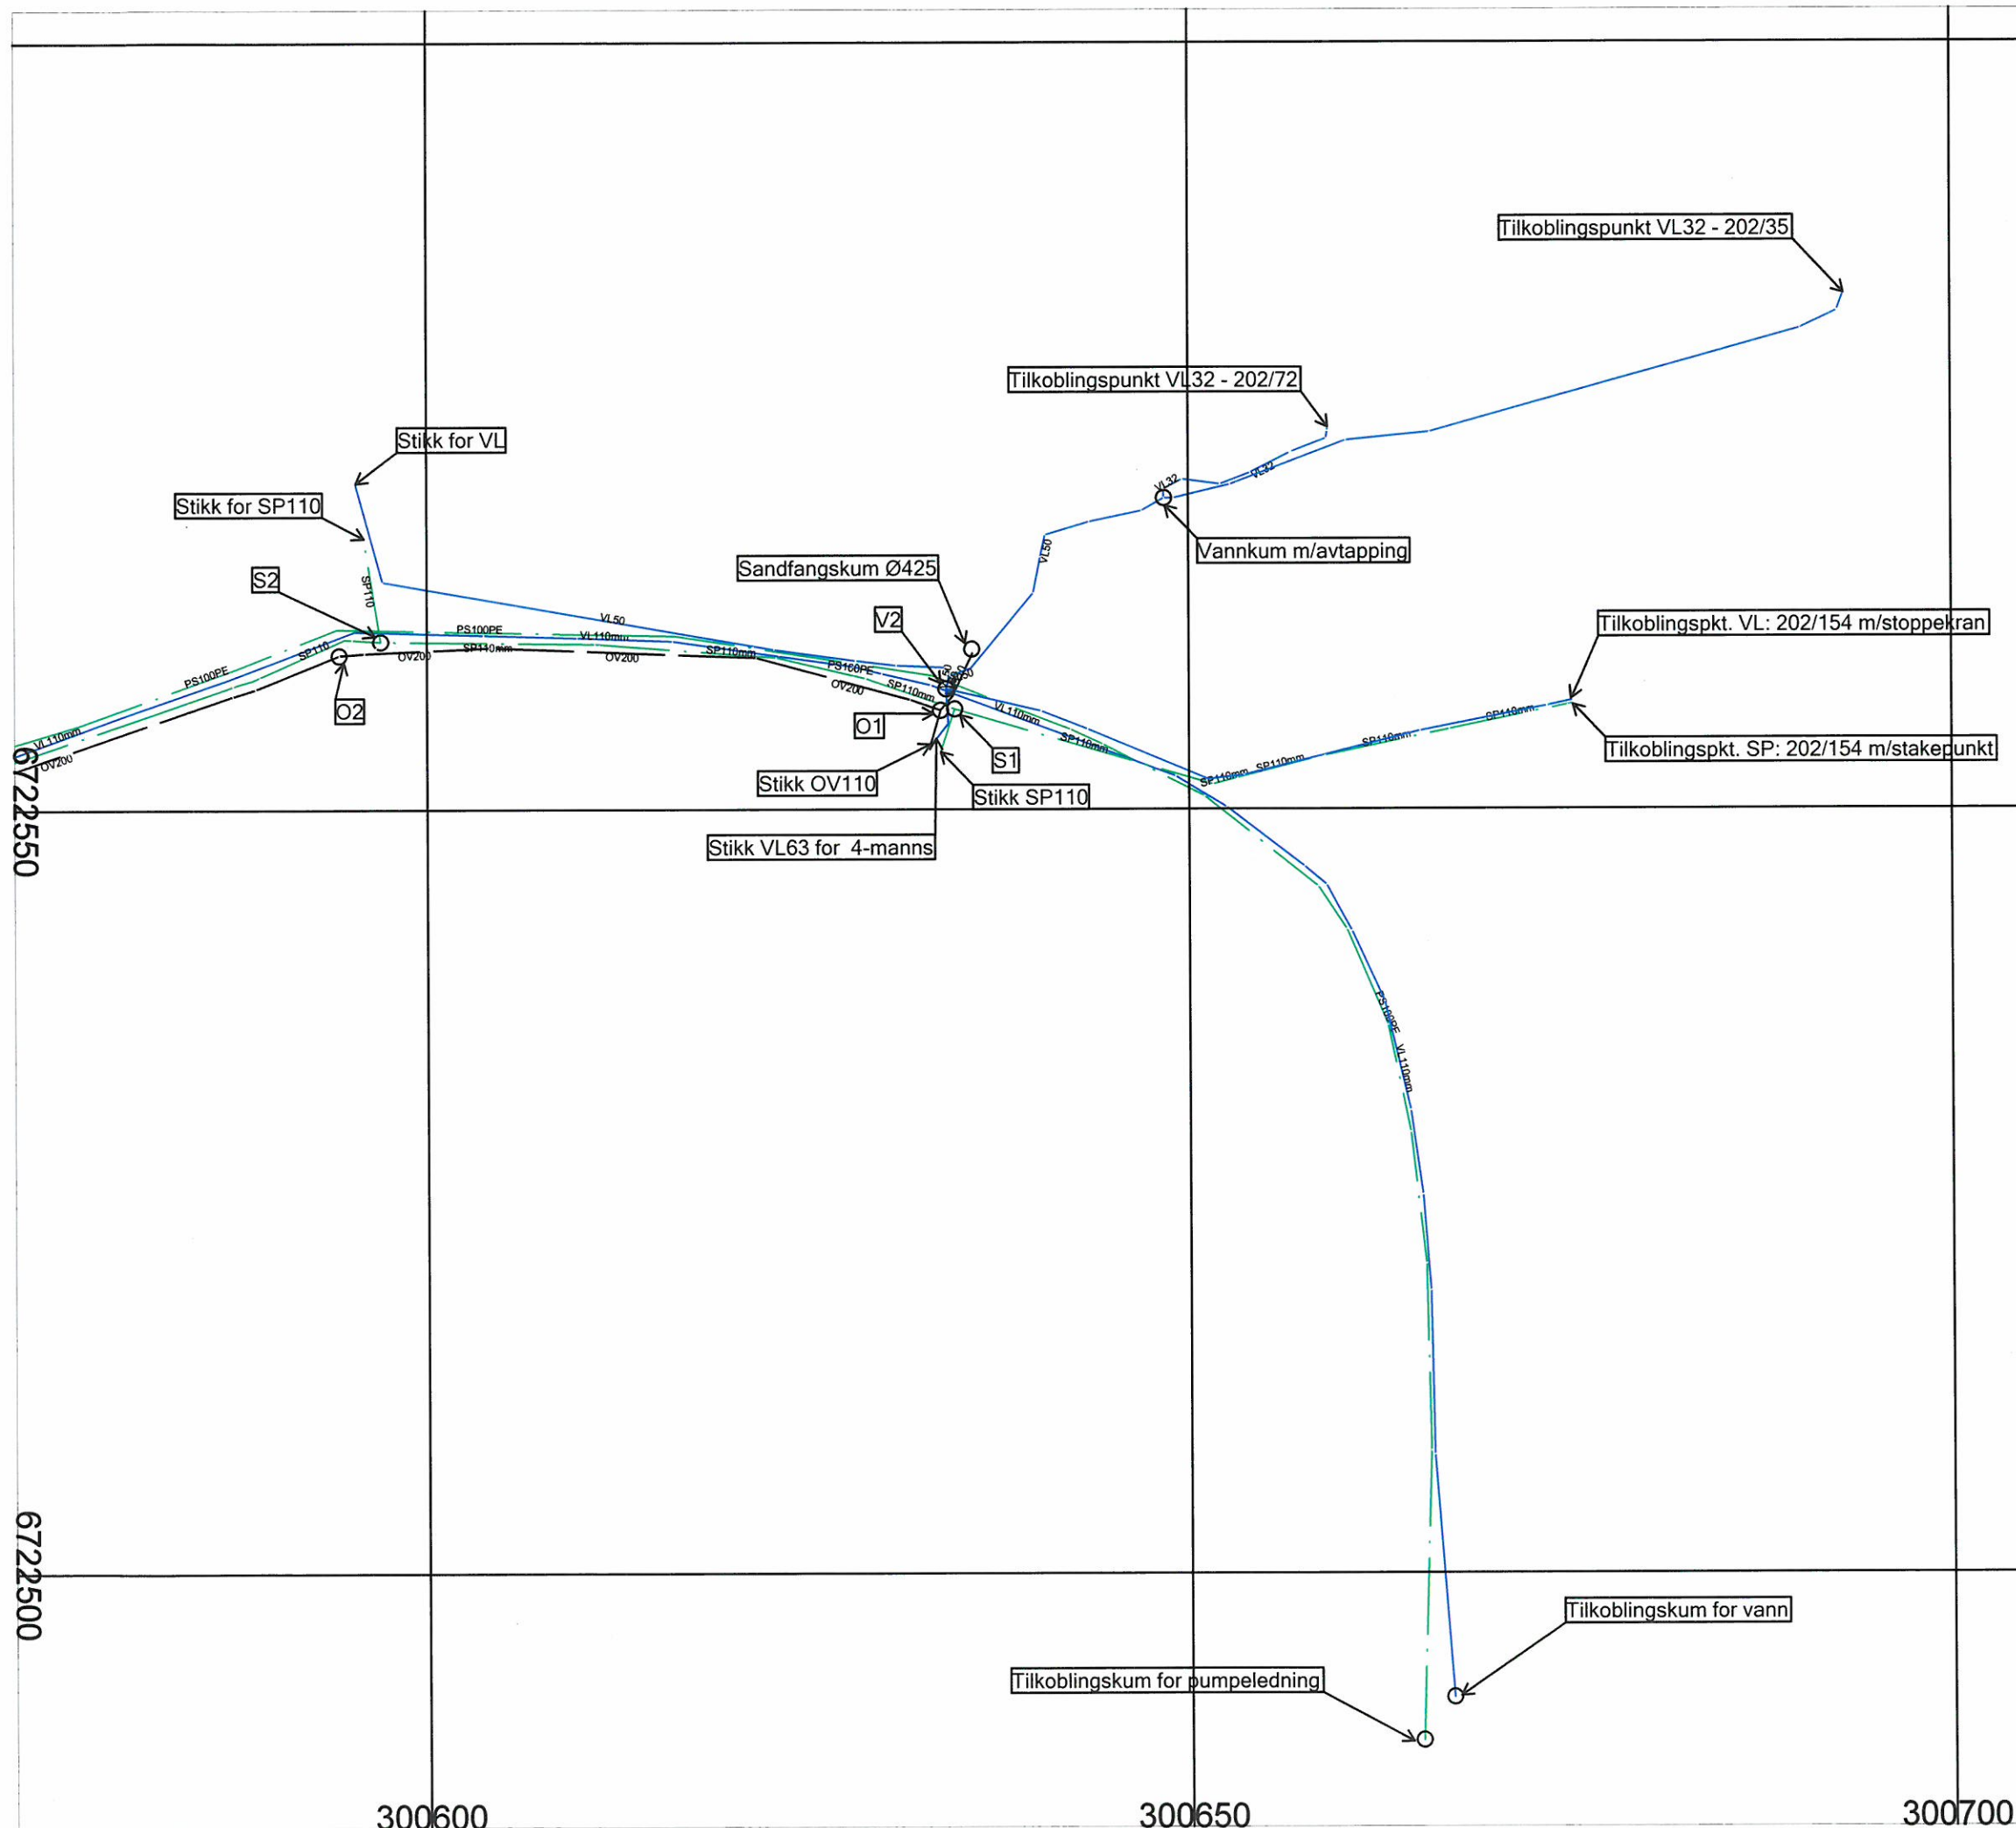 Tilkoblingspunkt VL32 - 202/35
Tilkoblingspunkt VL32 - 202/72
Stikk for VL
Stikk for SP110
VL32
VL32
Vannkum m/avtapping
VL50
Sandfangskum Ø425
S2
SP110
V2
VL50
Tilkoblingspkt. VL: 202/154 m/stoppekran
PS100PE
VL110mm
SP110
OV200
SP110mm
OV200
SP110mm
PS100PE
PS100PE
SP110mm
OV200
O2
O1
VL110mm
SP110mm
SP110mm
SP110mm
SP110mm
SP110mm
VL110mm
OV200
S1
Tilkoblingspkt. SP: 202/154 m/stakepunkt
Stikk OV110
Stikk SP110
6722550
Stikk VL63 for 4-manns
PS100PE
VL110mm
6722500
Tilkoblingskum for vann
Tilkoblingskum for pumpeledning
300600
300650
300700